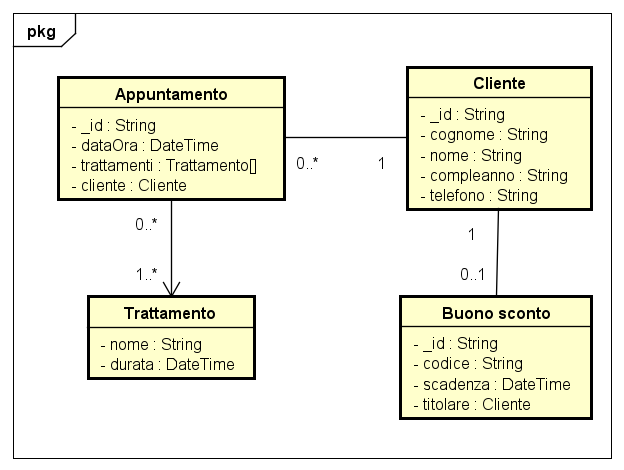 pkg
Appuntamento
- _id : String
- dataOra : DateTime
- trattamenti : Trattamento[]
- cliente : Cliente
Cliente
- _id : String
- cognome : String
- nome : String
- compleanno : String
- telefono : String
0..*
1
0..*
1..*
1
0..1
Trattamento
- nome : String
- durata : DateTime
Buono sconto
- _id : String
- codice : String
- scadenza : DateTime
- titolare : Cliente